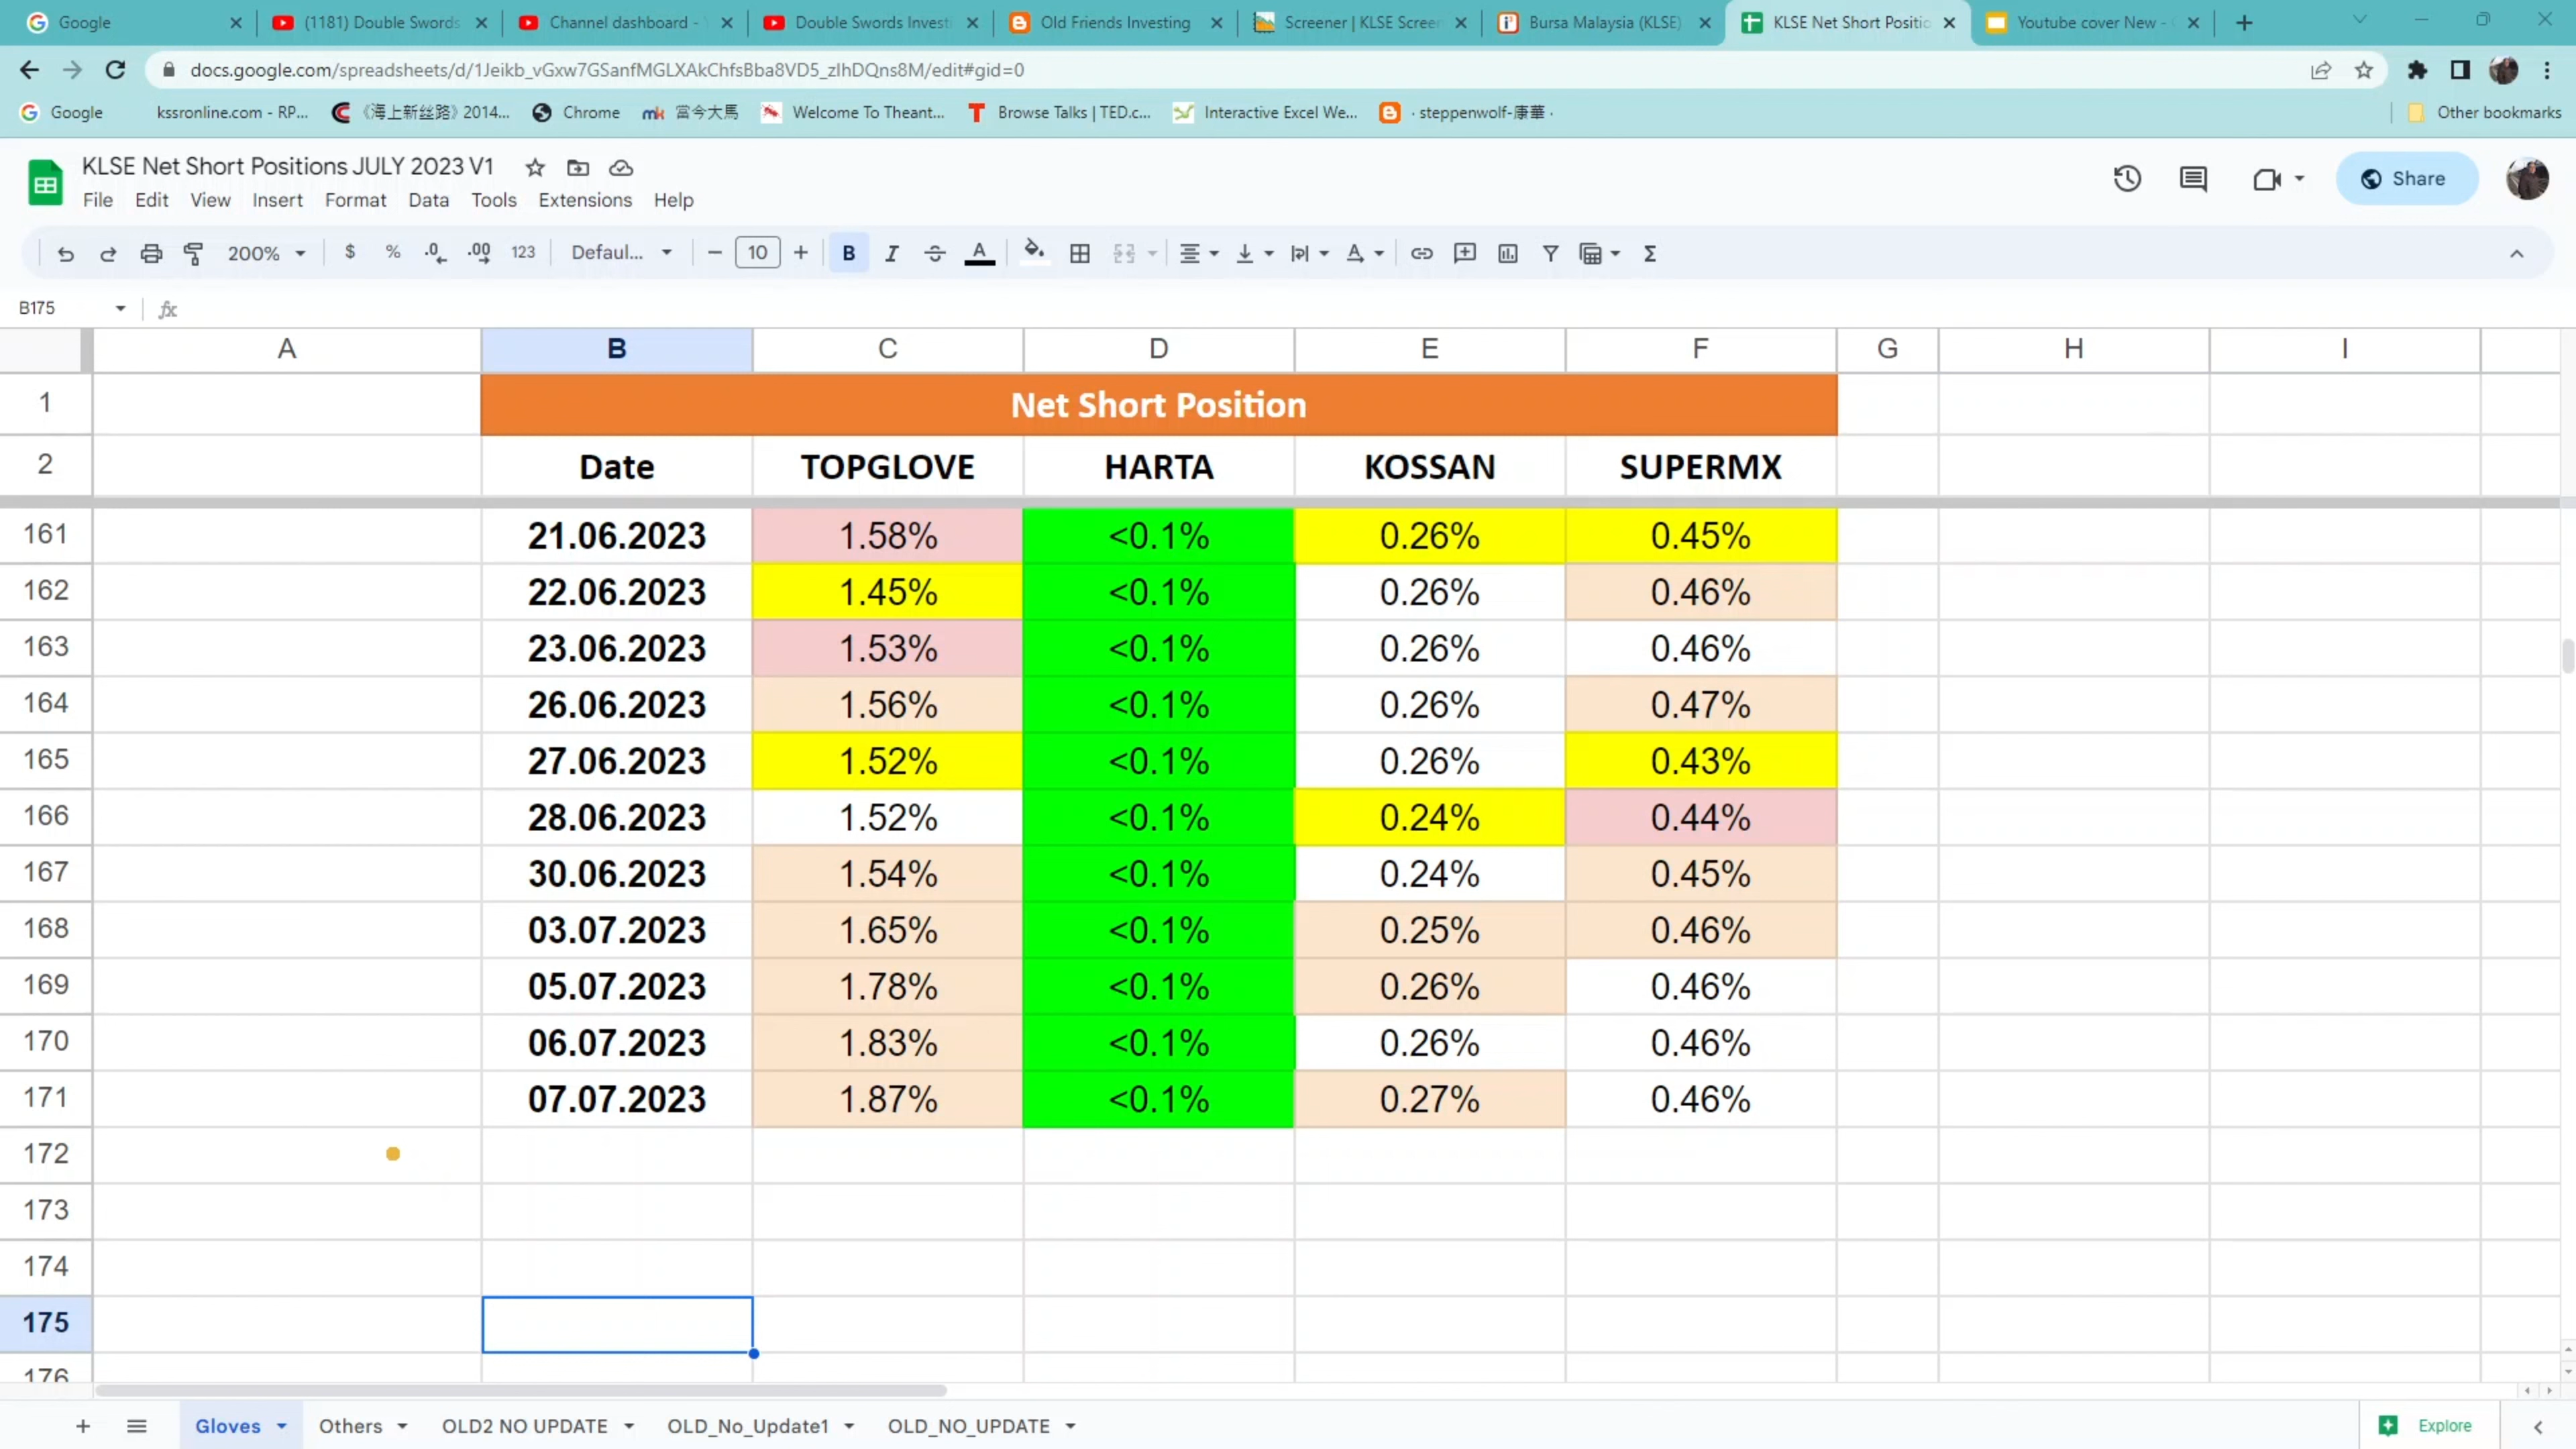 Google
(1181) Double Swords
Channel dashboard -
Double Swords Invest
Old Friends Investing
Screener | KLSE Screen
Bursa Malaysia (KLSE)
KLSE Net Short Positio
Youtube cover New -
docs.google.com/spreadsheets/d/1Jeikb_vGxw7GSanfMGLXAkChfsBba8VD5_zIhDQns8M/edit#gid=0
Google
kssronline.com - RP...
《海上新丝路》2014...
Chrome
mk 當今大馬
Welcome To Theant...
T Browse Talks | TED.c...
Interactive Excel We...
· steppenwolf-康華 ·
Other bookmarks
KLSE Net Short Positions JULY 2023 V1
File Edit View Insert Format Data Tools Extensions Help
Share
200% $ % .0 .00 123 Defaul... − 10 + B I A
B175 fx
A B C D E F G H I
1 Net Short Position
2 Date TOPGLOVE HARTA KOSSAN SUPERMX
161 21.06.2023 1.58% <0.1% 0.26% 0.45%
162 22.06.2023 1.45% <0.1% 0.26% 0.46%
163 23.06.2023 1.53% <0.1% 0.26% 0.46%
164 26.06.2023 1.56% <0.1% 0.26% 0.47%
165 27.06.2023 1.52% <0.1% 0.26% 0.43%
166 28.06.2023 1.52% <0.1% 0.24% 0.44%
167 30.06.2023 1.54% <0.1% 0.24% 0.45%
168 03.07.2023 1.65% <0.1% 0.25% 0.46%
169 05.07.2023 1.78% <0.1% 0.26% 0.46%
170 06.07.2023 1.83% <0.1% 0.26% 0.46%
171 07.07.2023 1.87% <0.1% 0.27% 0.46%
172
173
174
175
176
Gloves Others OLD2 NO UPDATE OLD_No_Update1 OLD_NO_UPDATE Explore